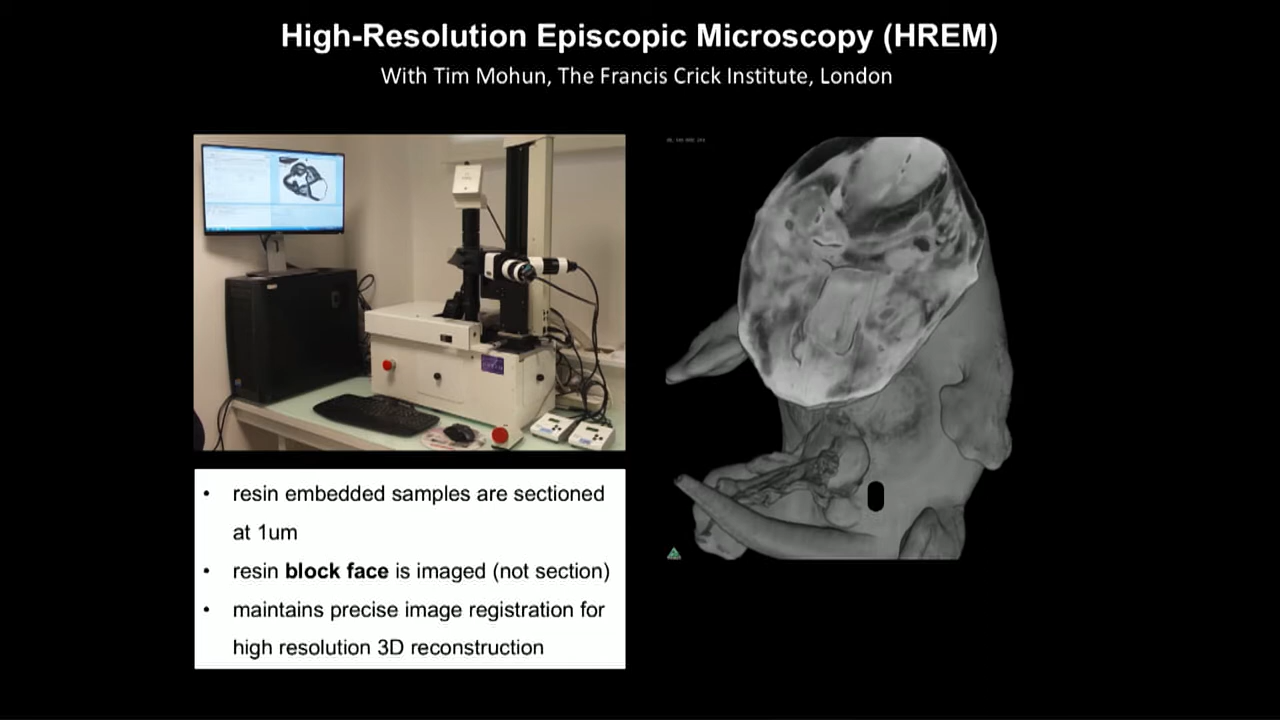 High-Resolution Episcopic Microscopy (HREM)
With Tim Mohun, The Francis Crick Institute, London
• resin embedded samples are sectioned
at 1um
• resin block face is imaged (not section)
• maintains precise image registration for
high resolution 3D reconstruction